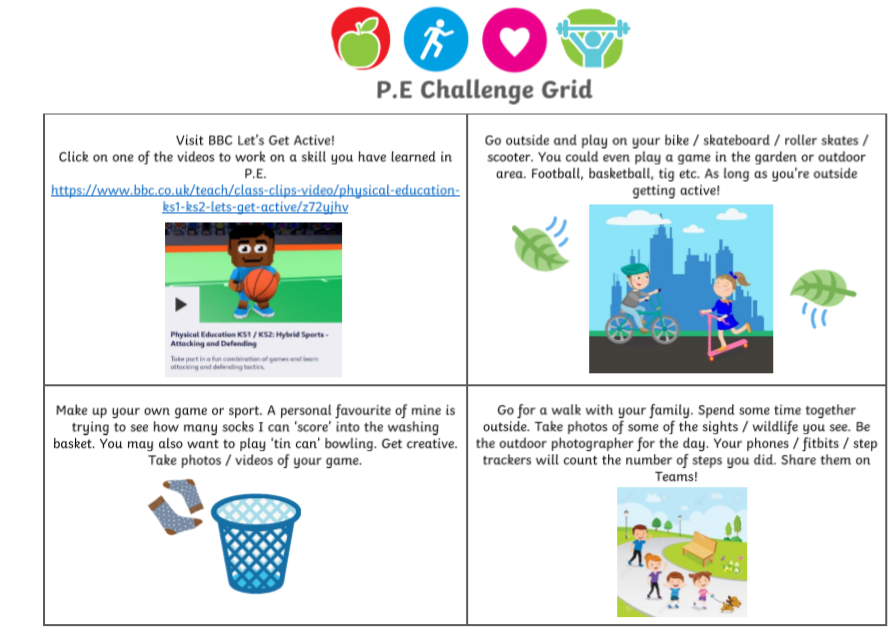 P.E Challenge Grid
Visit BBC Let's Get Active!
Click on one of the videos to work on a skill you have learned in
P.E.
https://www.bbc.co.uk/teach/class-clips-video/physical-education-
ks1-ks2-lets-get-active/z72yjhv
Physical Education KS1 / KS2: Hybrid Sports -
Attacking and Defending
Take part in a fun combination of games and learn
attacking and defending tactics.
Go outside and play on your bike / skateboard / roller skates /
scooter. You could even play a game in the garden or outdoor
area. Football, basketball, tig etc. As long as you're outside
getting active!
Make up your own game or sport. A personal favourite of mine is
trying to see how many socks I can 'score' into the washing
basket. You may also want to play 'tin can' bowling. Get creative.
Take photos / videos of your game.
Go for a walk with your family. Spend some time together
outside. Take photos of some of the sights / wildlife you see. Be
the outdoor photographer for the day. Your phones / fitbits / step
trackers will count the number of steps you did. Share them on
Teams!